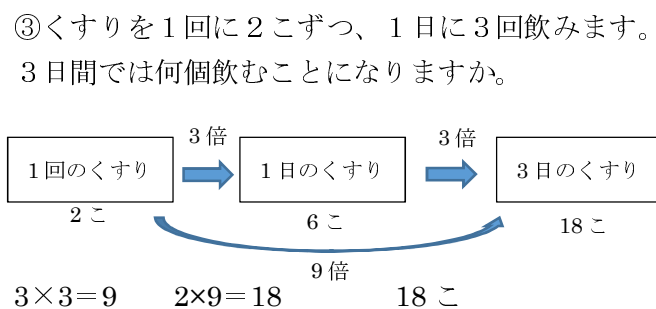 ③くすりを１回に２こずつ、１日に３回飲みます。
３日間では何個飲むことになりますか。
3倍 3倍
1回のくすり 1日のくすり 3日のくすり
2こ 6こ 18こ
9倍
3×3＝9 2×9＝18 18こ